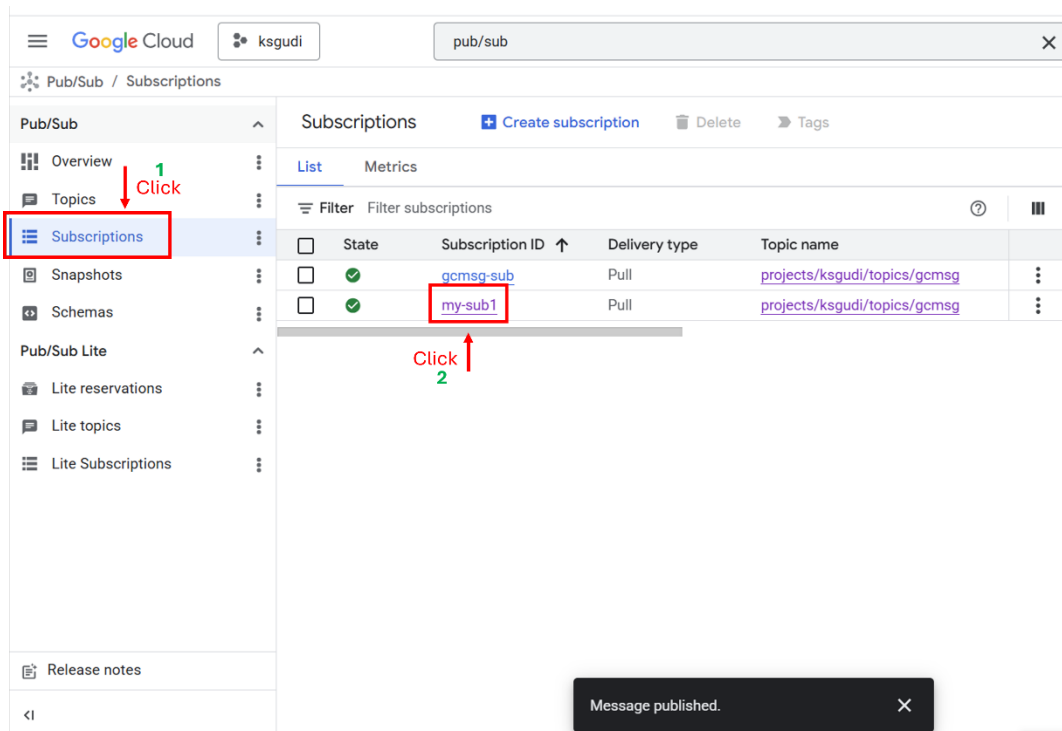 Google Cloud ksgudi pub/sub
Pub/Sub / Subscriptions
Pub/Sub
Overview
1
Click
Topics
Subscriptions
Snapshots
Schemas
Pub/Sub Lite
Lite reservations
Lite topics
Lite Subscriptions
Release notes
Subscriptions Create subscription Delete Tags
List Metrics
Filter Filter subscriptions
State Subscription ID Delivery type Topic name
gcmsg-sub Pull projects/ksgudi/topics/gcmsg
my-sub1 Pull projects/ksgudi/topics/gcmsg
Click
2
Message published.